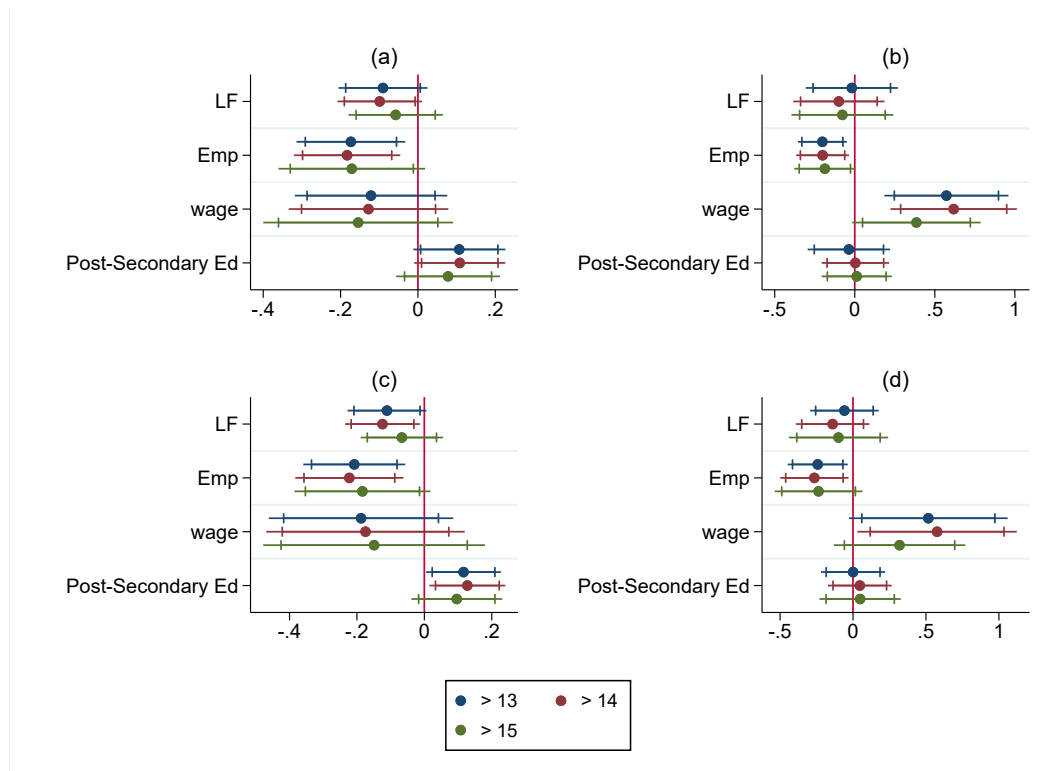 (a)
LF
Emp
wage
Post-Secondary Ed
-.4 -.2 0 .2
(b)
LF
Emp
wage
Post-Secondary Ed
-.5 0 .5 1
(c)
LF
Emp
wage
Post-Secondary Ed
-.4 -.2 0 .2
(d)
LF
Emp
wage
Post-Secondary Ed
-.5 0 .5 1
> 13 > 14
> 15